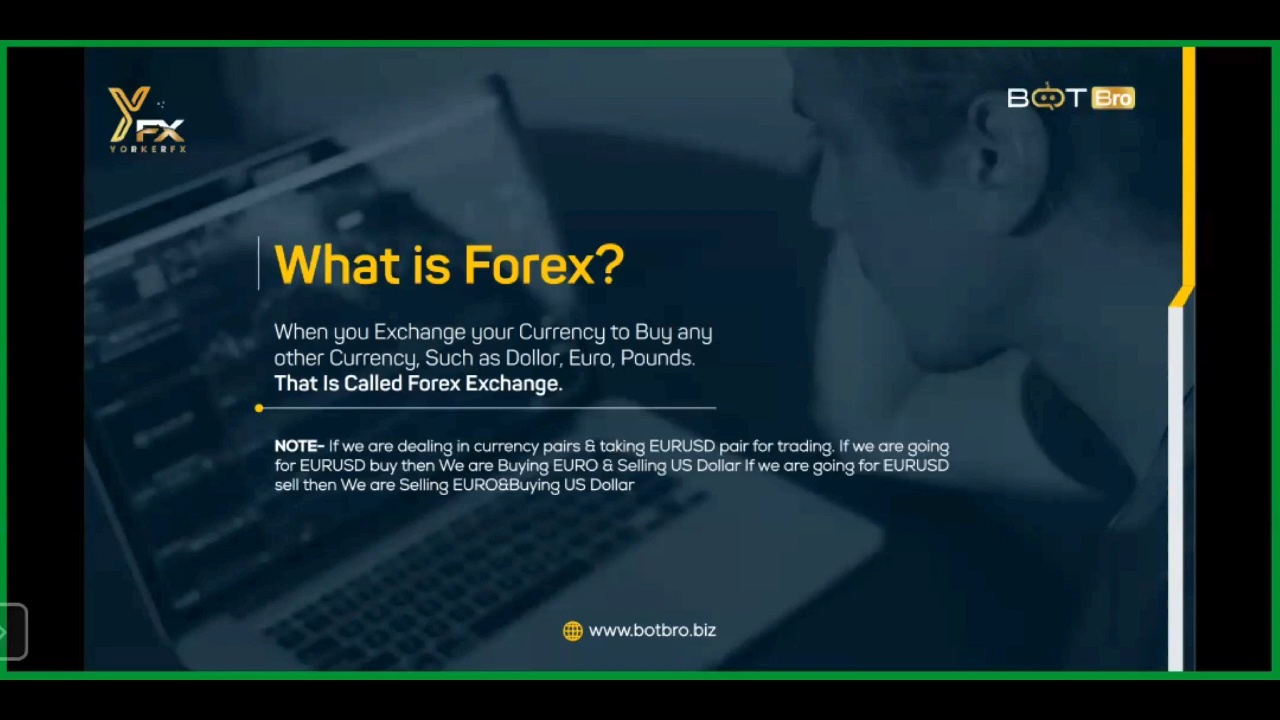 Y
FX
YORKERFX
BOT Bro
What is Forex?
When you Exchange your Currency to Buy any
other Currency, Such as Dollor, Euro, Pounds.
That Is Called Forex Exchange.
NOTE- If we are dealing in currency pairs & taking EURUSD pair for trading. If we are going
for EURUSD buy then We are Buying EURO & Selling US Dollar If we are going for EURUSD
sell then We are Selling EURO&Buying US Dollar
www.botbro.biz